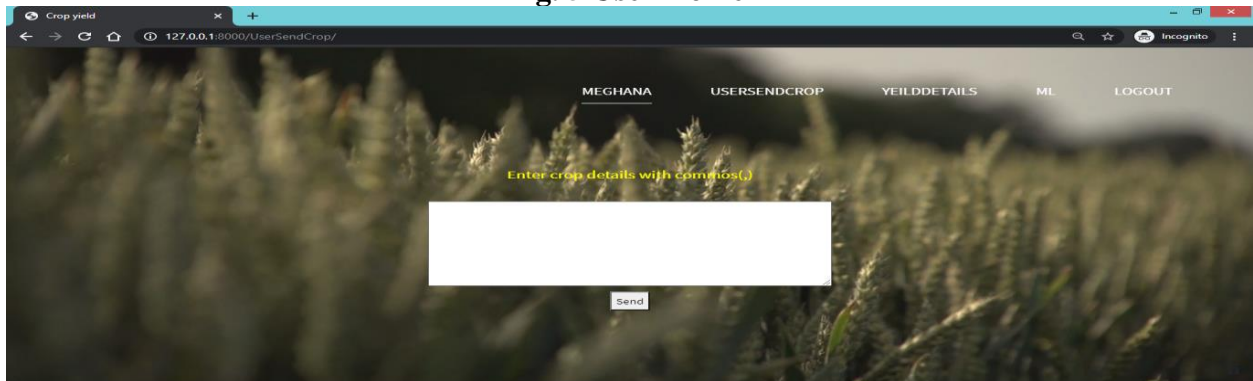 Crop yield
127.0.0.1:8000/UserSendCrop/
Incognito
MEGHANA USERSENDCROP YEILDDETAILS ML LOGOUT
Enter crop details with commos(,)
Send